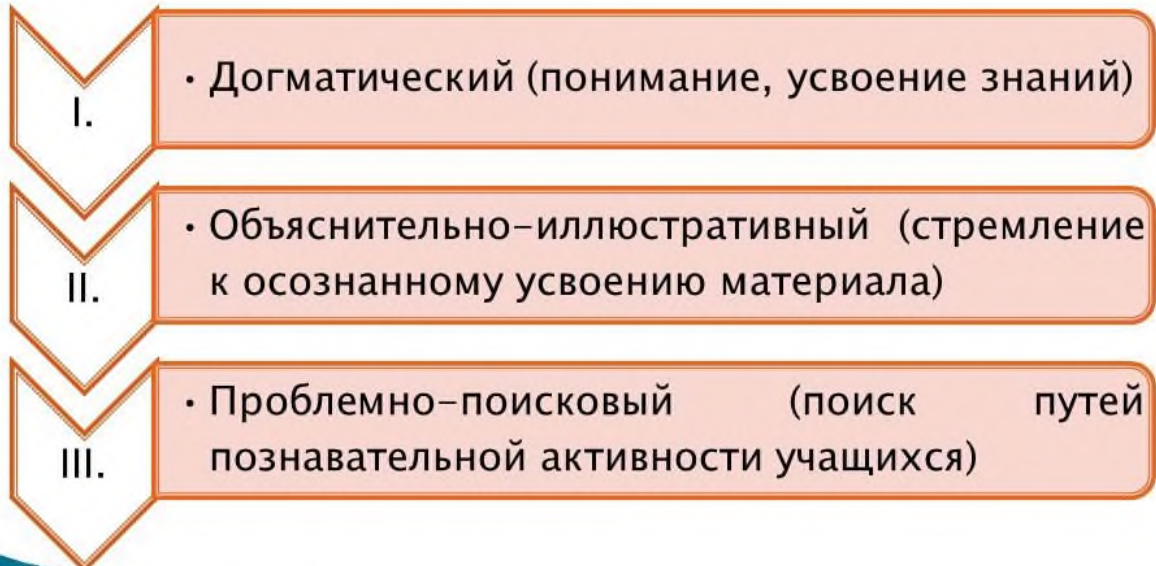 I.
• Догматический (понимание, усвоение знаний)
II.
• Объяснительно-иллюстративный (стремление
к осознанному усвоению материала)
III.
• Проблемно-поисковый (поиск путей
познавательной активности учащихся)